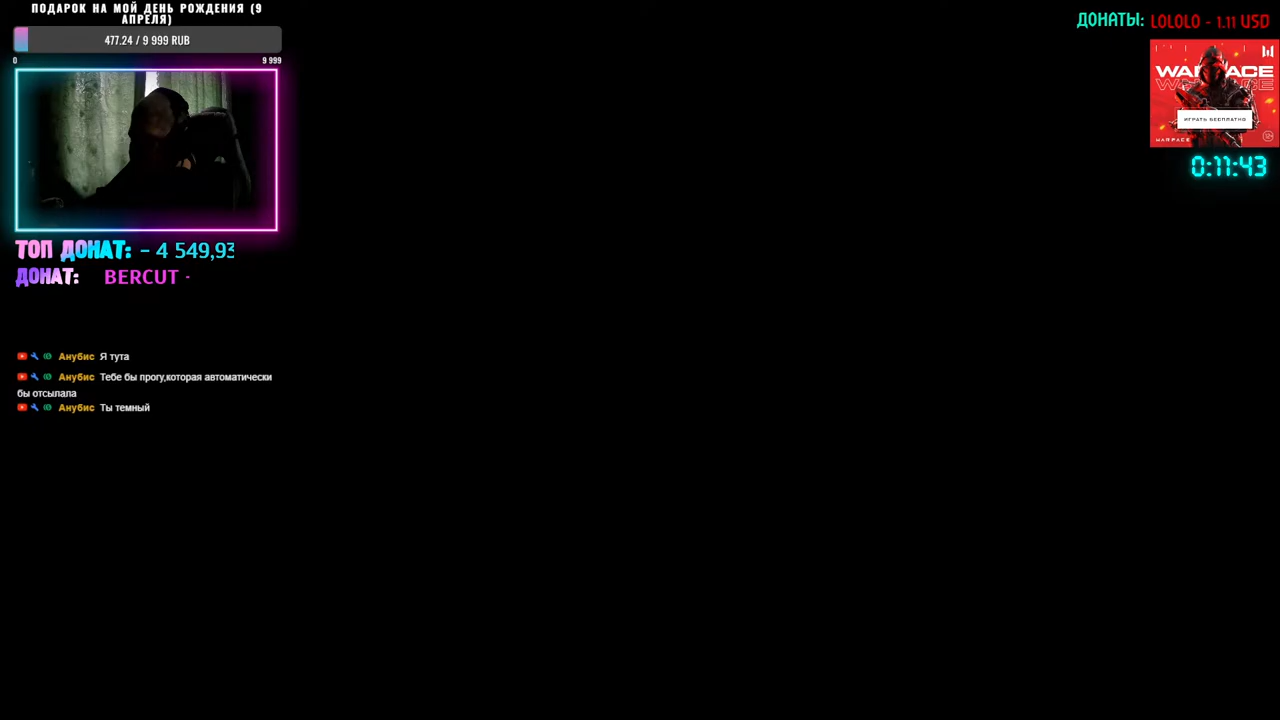 ПОДАРОК НА МОЙ ДЕНЬ РОЖДЕНИЯ (9
АПРЕЛЯ)
477.24 / 9 999 RUB
0 9 999
ТОП ДОНАТ: - 4 549,93
ДОНАТ: BERCUT -
Анубис Я тута
Анубис Тебе бы прогу,которая автоматически
бы отсылала
Анубис Ты темный
ДОНАТЫ: LOLOLO - 1.11 USD
WARFACE
WARFACE
ИГРАТЬ БЕСПЛАТНО
WARFACE
0:11:43